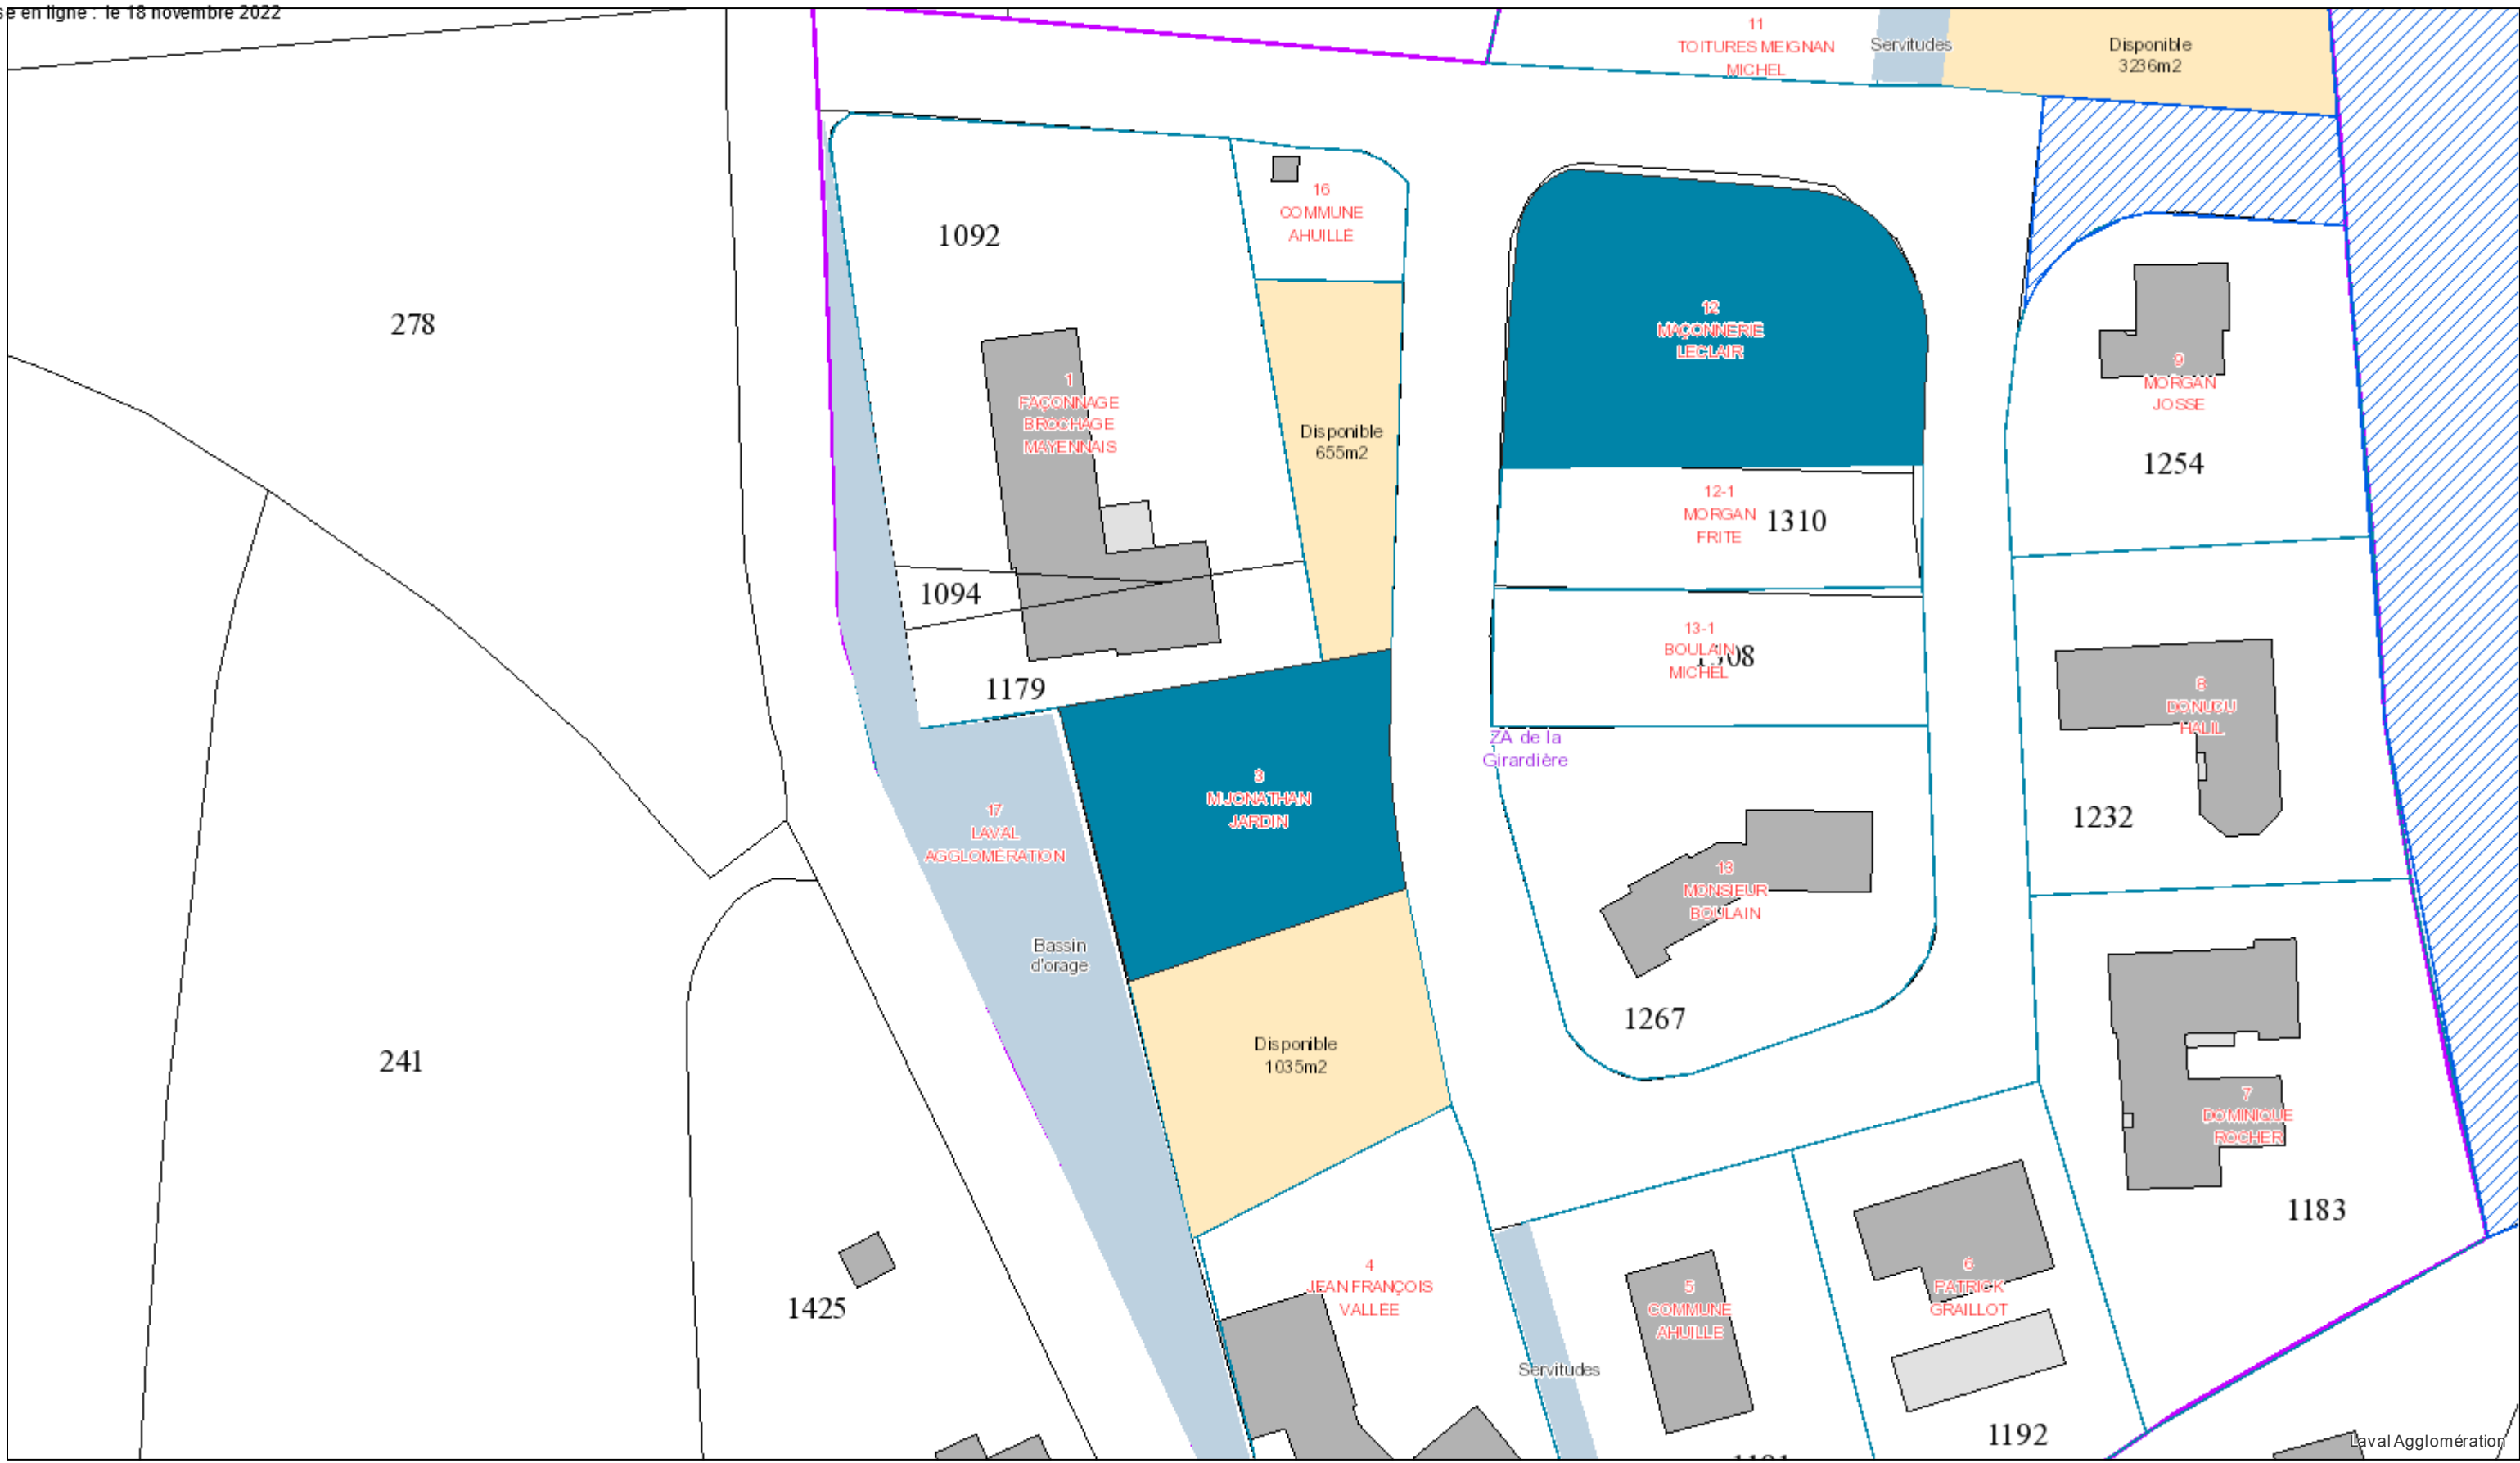 se en ligne : le 18 novembre 2022
11
TOITURES MEIGNAN
MICHEL
Servitudes
Disponible
3236m2
1092
16
COMMUNE
AHUILLÉ
278
12
MAÇONNERIE
LECLAIR
9
MORGAN
JOSSE
1254
1
FAÇONNAGE
BROCHAGE
MAYENNAIS
Disponible
655m2
12-1
MORGAN
FRITE
1310
1094
13-1
BOULAIN
MICHEL
1179
8
DONUDU
HALIL
ZA de la
Girardière
3
M JONATHAN
JARDIN
17
LAVAL
AGGLOMÉRATION
1232
13
MONSIEUR
BOULAIN
Bassin
d'orage
1267
241
Disponible
1035m2
7
DOMINIQUE
ROCHER
1183
4
JEAN FRANÇOIS
VALLÉE
5
COMMUNE
AHUILLE
6
PATRICK
GRAILLOT
1425
Servitudes
1192
Laval Agglomération